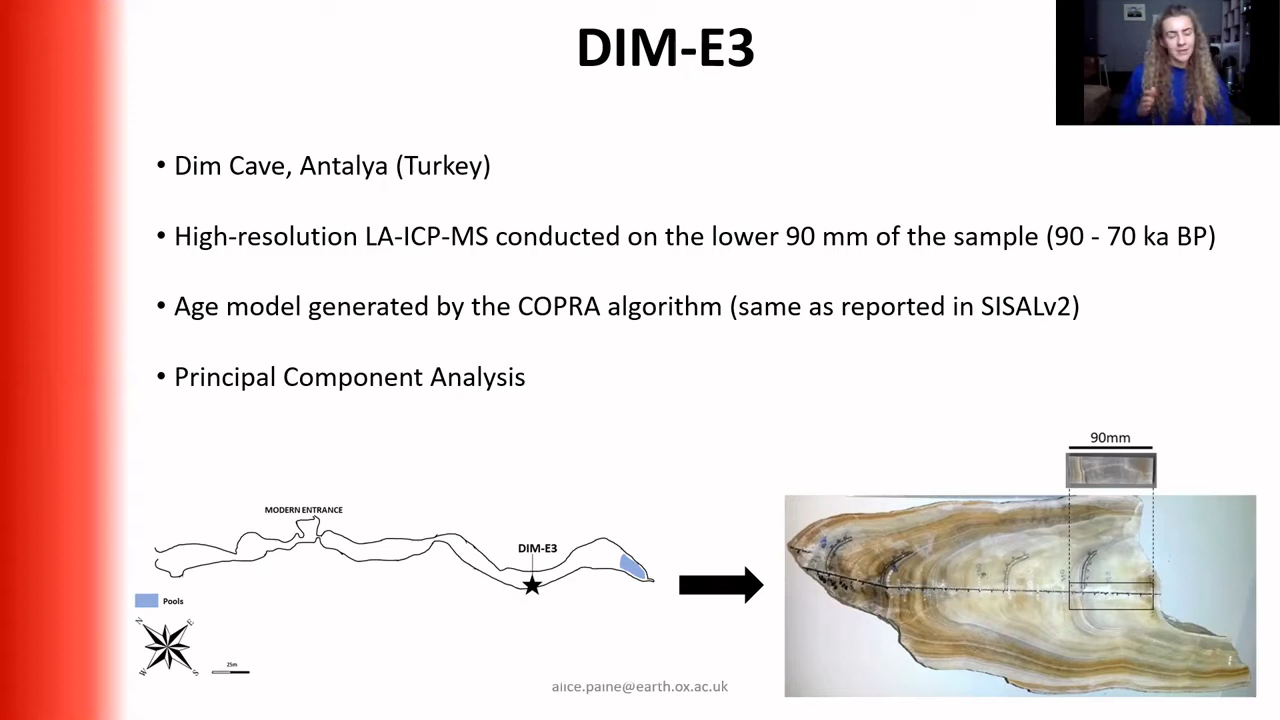 DIM-E3
• Dim Cave, Antalya (Turkey)
• High-resolution LA-ICP-MS conducted on the lower 90 mm of the sample (90 - 70 ka BP)
• Age model generated by the COPRA algorithm (same as reported in SISALv2)
• Principal Component Analysis
90mm
MODERN ENTRANCE
DIM-E3
Pools
N
E
W
S
25m
alice.paine@earth.ox.ac.uk